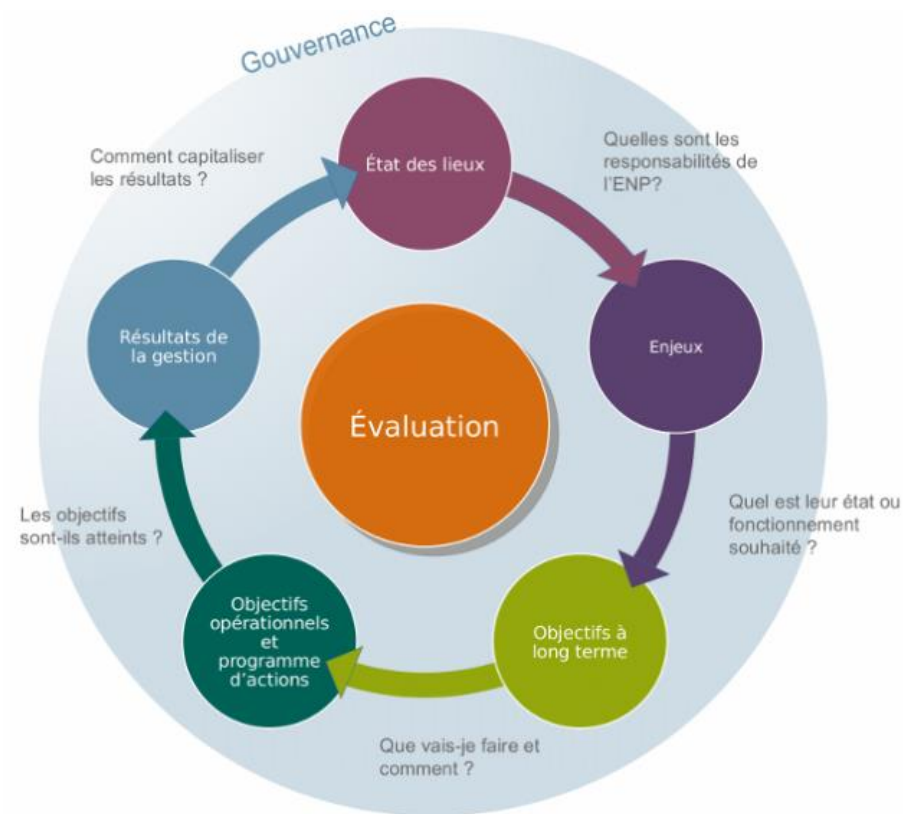 Gouvernance
État des lieux
Quelles sont les
responsabilités de
l'ENP?
Enjeux
Quel est leur état ou
fonctionnement
souhaité ?
Objectifs à
long terme
Que vais-je faire et
comment ?
Objectifs
opérationnels
et
programme
d'actions
Les objectifs
sont-ils atteints ?
Résultats de
la gestion
Comment capitaliser
les résultats ?
Évaluation